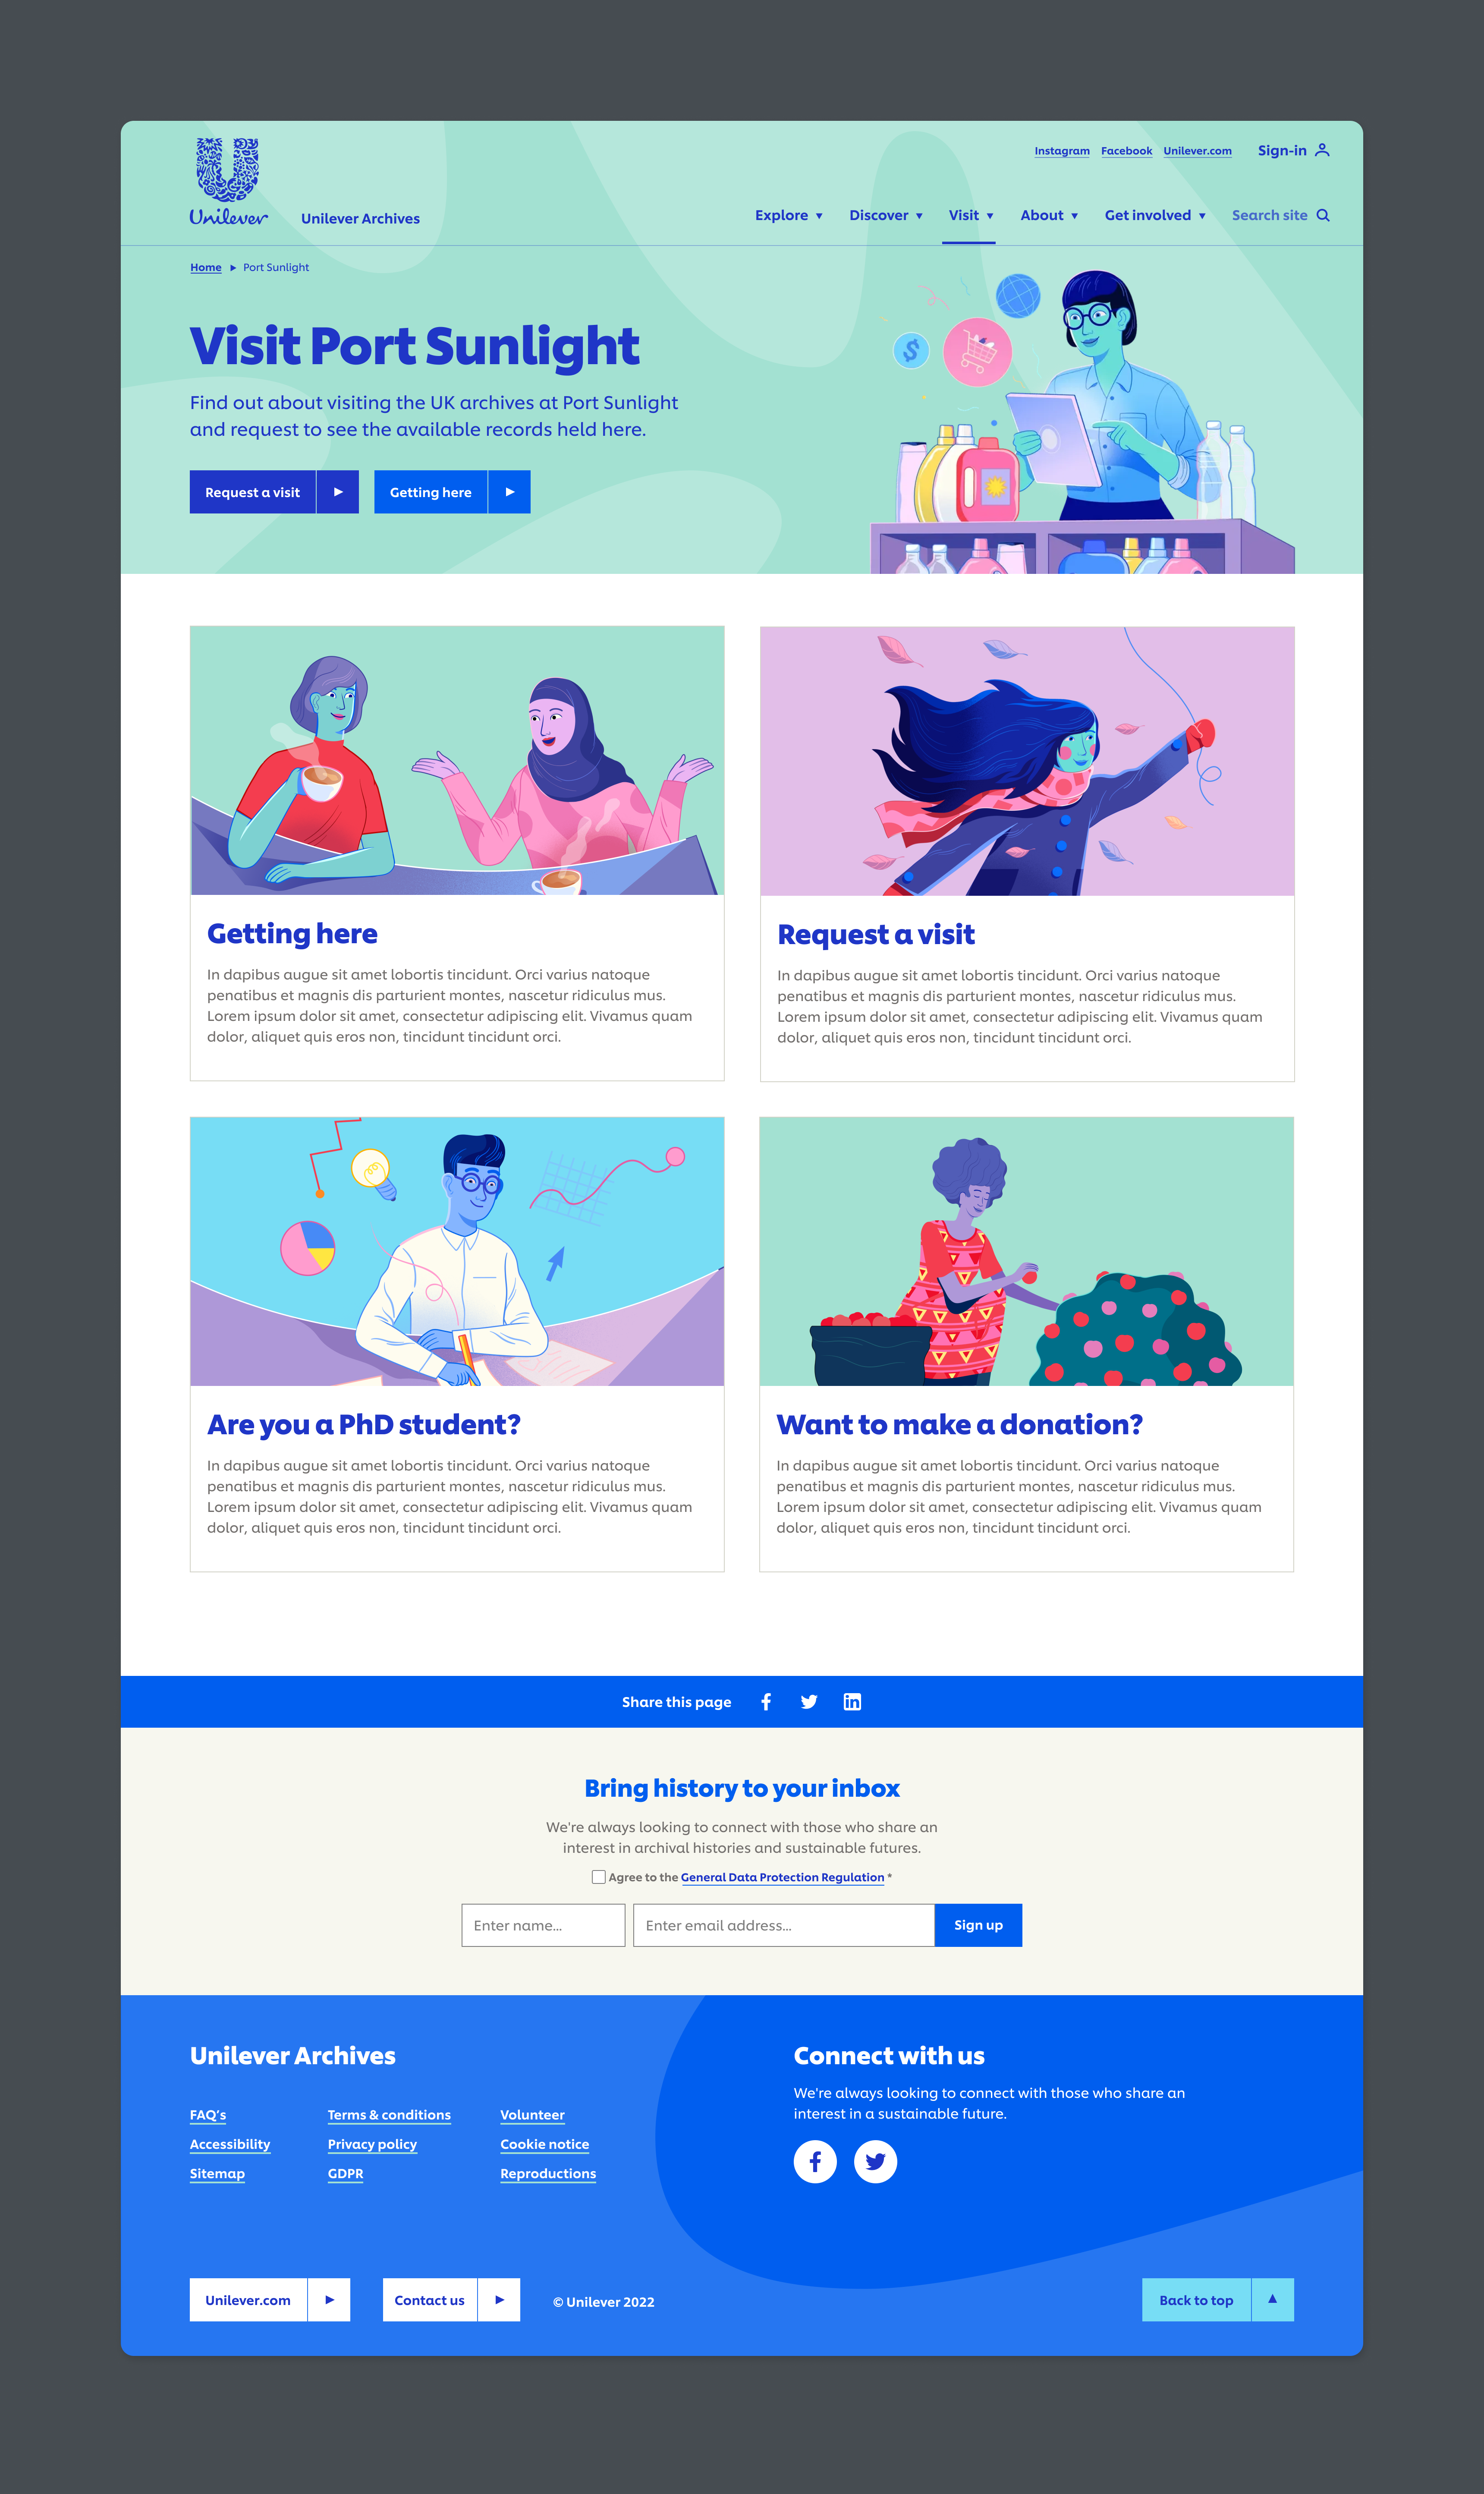 Instagram Facebook Unilever.com Sign-in
Unilever
Unilever Archives
Explore Discover Visit About Get involved Search site
Home Port Sunlight
Visit Port Sunlight
Find out about visiting the UK archives at Port Sunlight
and request to see the available records held here.
Request a visit Getting here
$
Getting here
In dapibus augue sit amet lobortis tincidunt. Orci varius natoque
penatibus et magnis dis parturient montes, nascetur ridiculus mus.
Lorem ipsum dolor sit amet, consectetur adipiscing elit. Vivamus quam
dolor, aliquet quis eros non, tincidunt tincidunt orci.
Request a visit
In dapibus augue sit amet lobortis tincidunt. Orci varius natoque
penatibus et magnis dis parturient montes, nascetur ridiculus mus.
Lorem ipsum dolor sit amet, consectetur adipiscing elit. Vivamus quam
dolor, aliquet quis eros non, tincidunt tincidunt orci.
Are you a PhD student?
In dapibus augue sit amet lobortis tincidunt. Orci varius natoque
penatibus et magnis dis parturient montes, nascetur ridiculus mus.
Lorem ipsum dolor sit amet, consectetur adipiscing elit. Vivamus quam
dolor, aliquet quis eros non, tincidunt tincidunt orci.
Want to make a donation?
In dapibus augue sit amet lobortis tincidunt. Orci varius natoque
penatibus et magnis dis parturient montes, nascetur ridiculus mus.
Lorem ipsum dolor sit amet, consectetur adipiscing elit. Vivamus quam
dolor, aliquet quis eros non, tincidunt tincidunt orci.
Share this page
Bring history to your inbox
We're always looking to connect with those who share an
interest in archival histories and sustainable futures.
Agree to the General Data Protection Regulation *
Enter name... Enter email address... Sign up
Unilever Archives
FAQ's Terms & conditions Volunteer
Accessibility Privacy policy Cookie notice
Sitemap GDPR Reproductions
Connect with us
We're always looking to connect with those who share an
interest in a sustainable future.
Unilever.com Contact us © Unilever 2022 Back to top